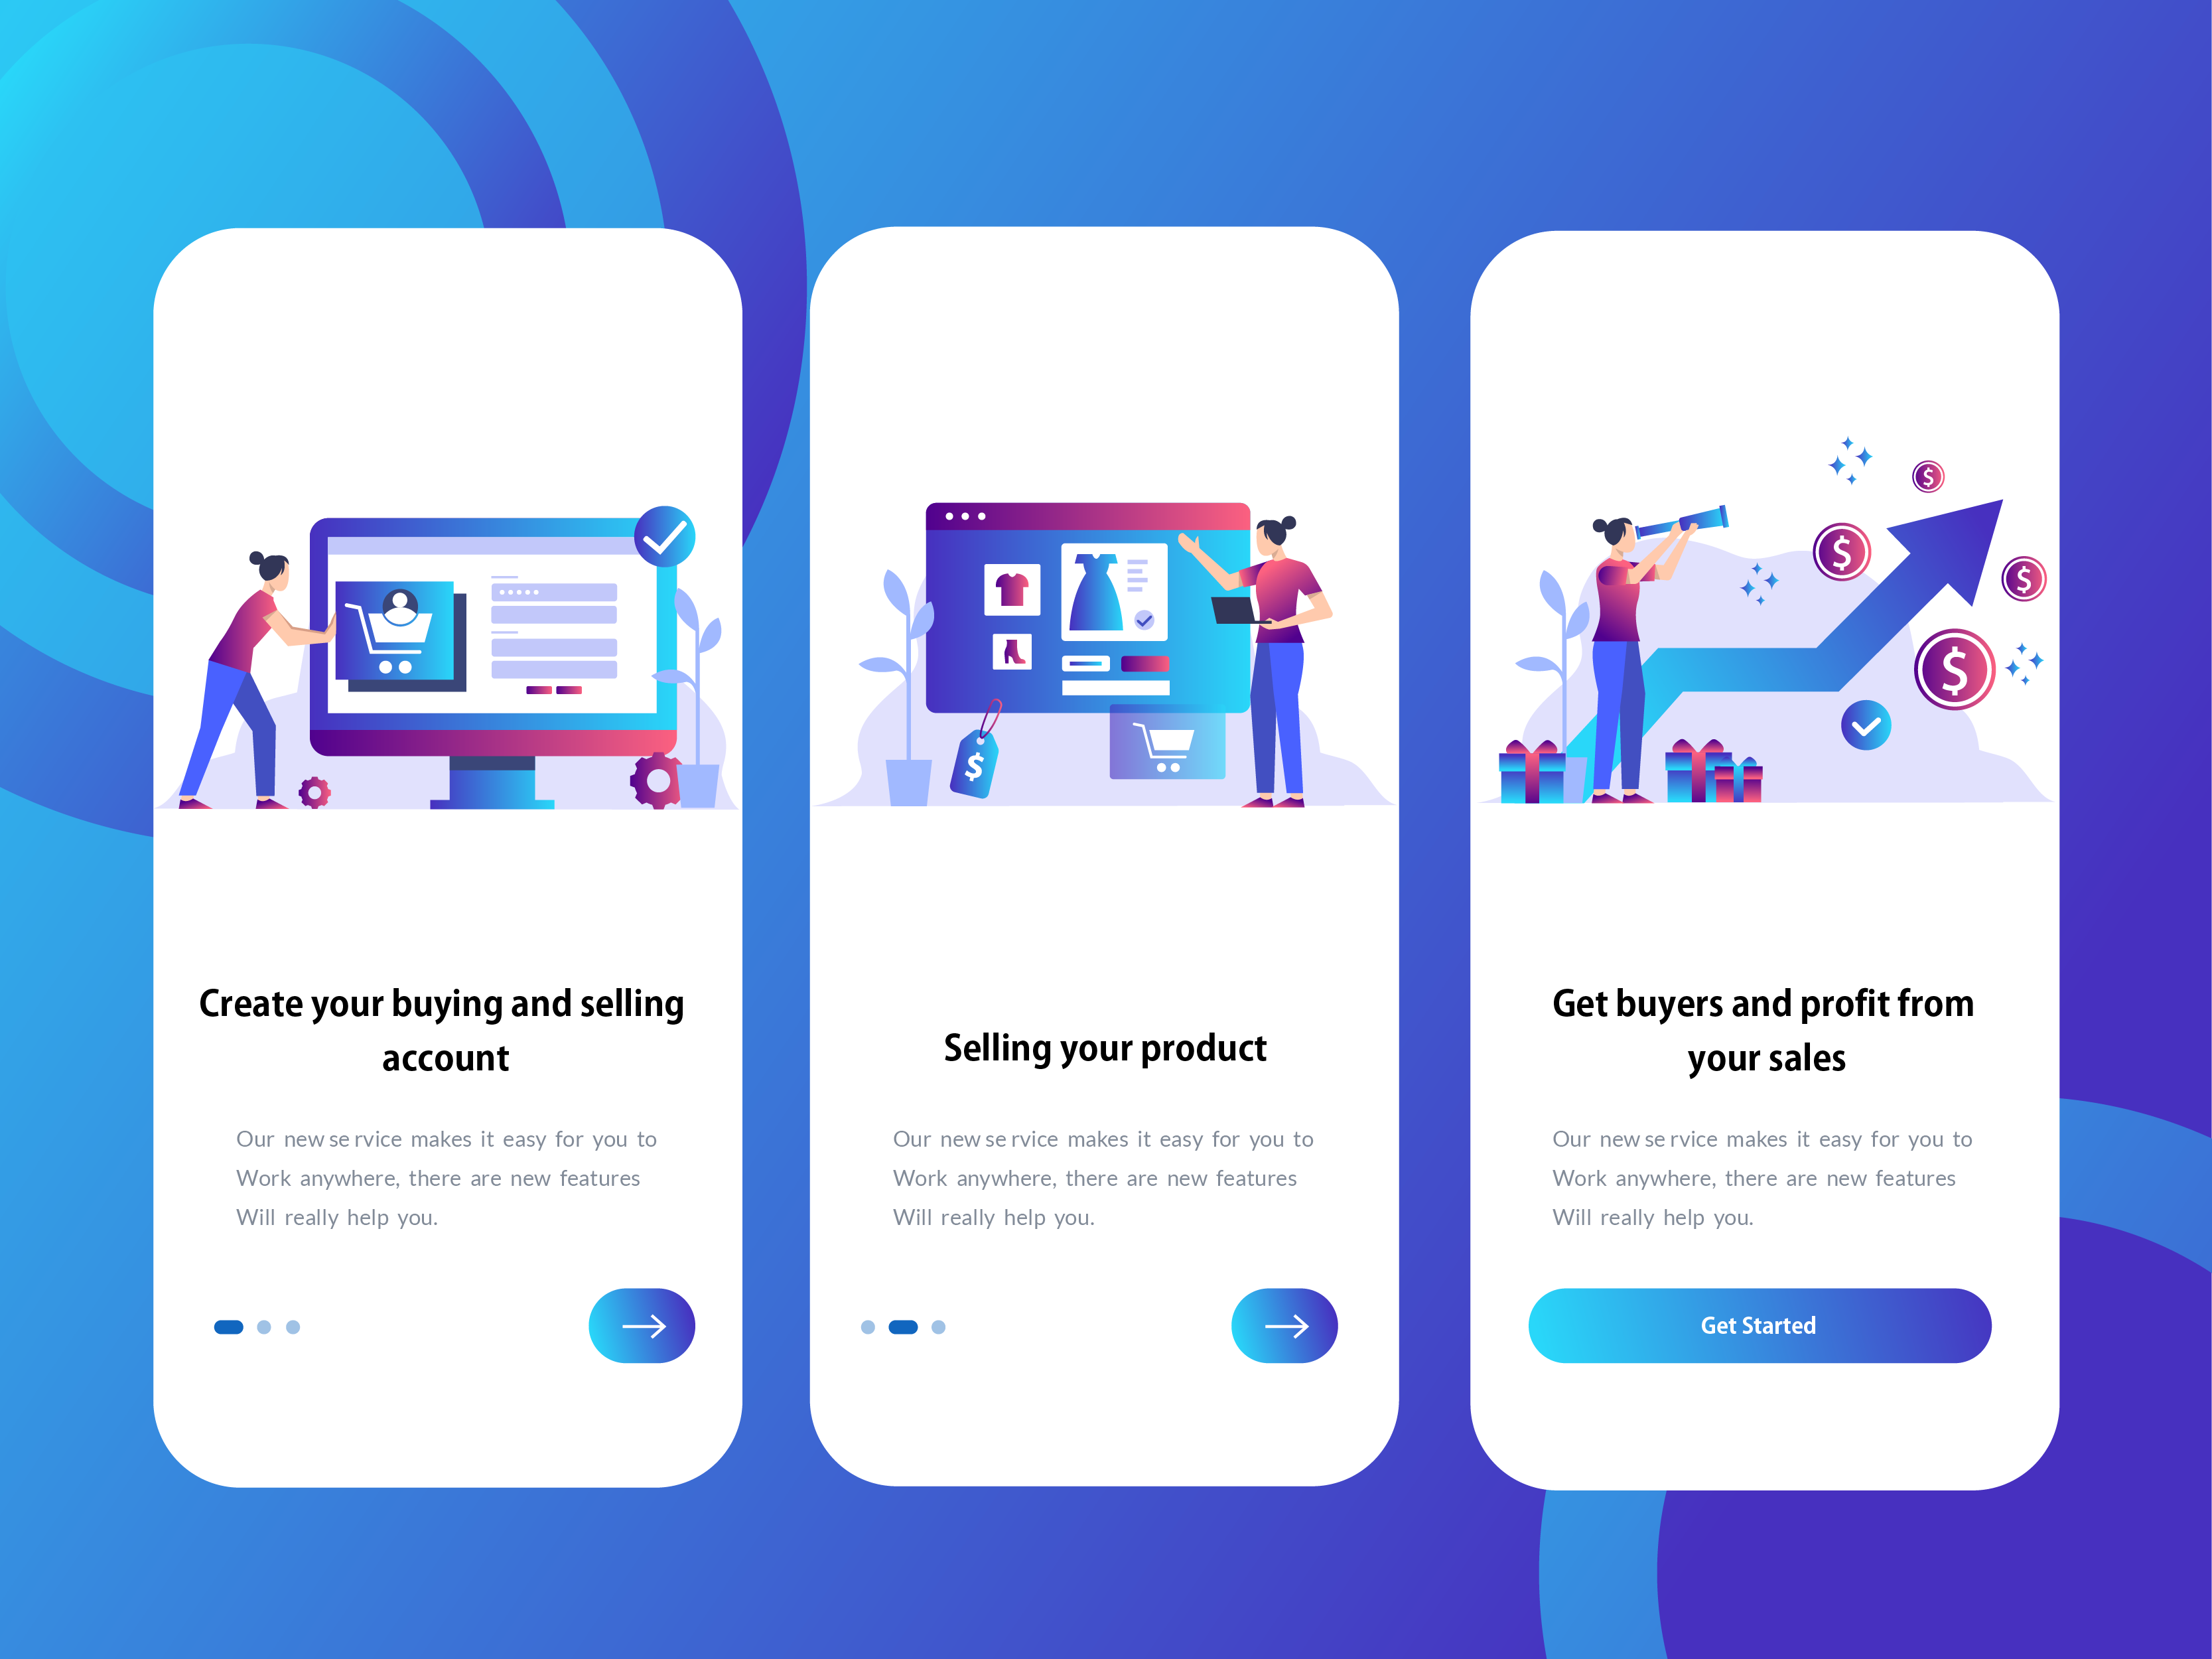 Create your buying and selling
account
Our new se rvice makes it easy for you to
Work anywhere, there are new features
Will really help you.
$
Selling your product
Our new se rvice makes it easy for you to
Work anywhere, there are new features
Will really help you.
$
$
$
$
Get buyers and profit from
your sales
Our new se rvice makes it easy for you to
Work anywhere, there are new features
Will really help you.
Get Started